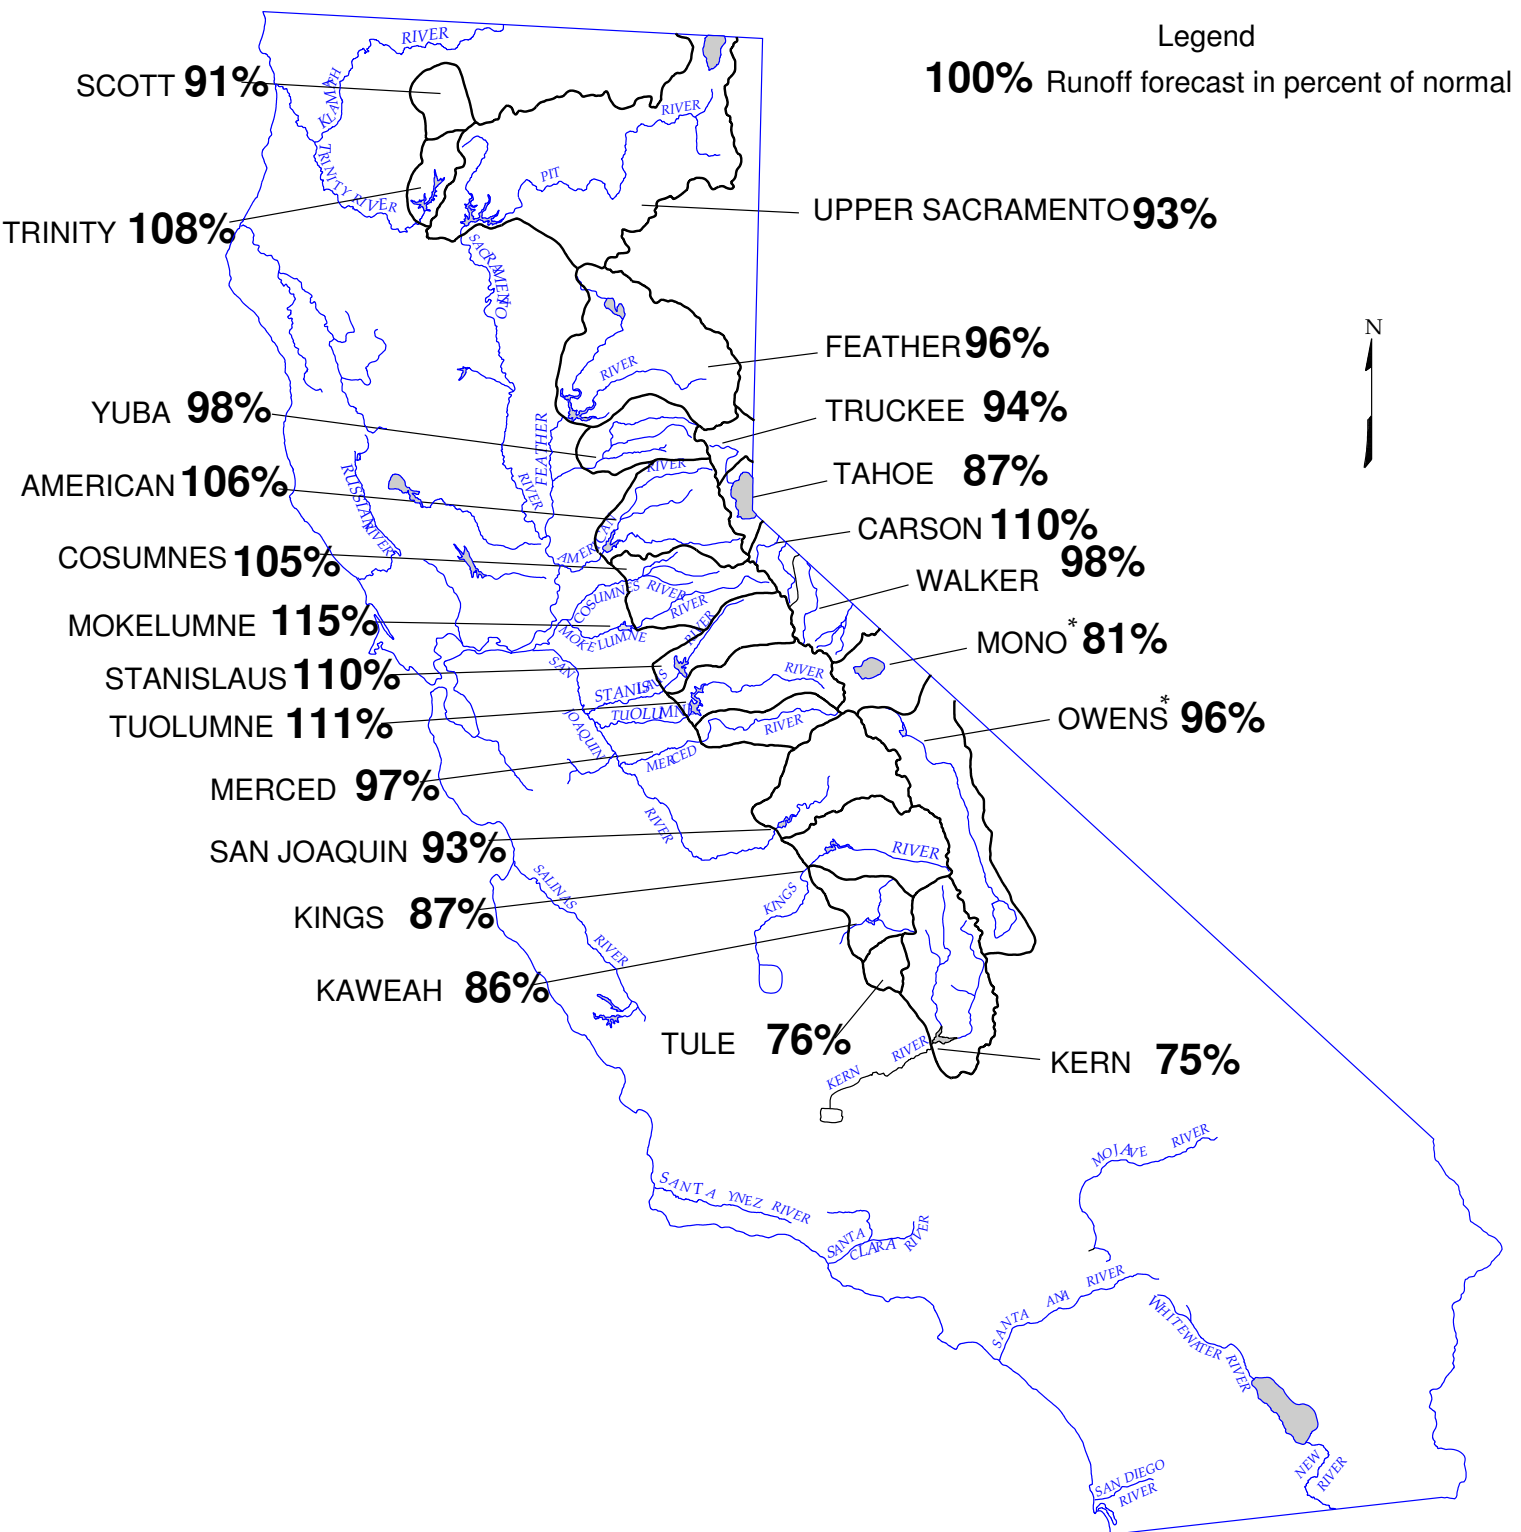 Legend
100% Runoff forecast in percent of normal
RIVER
KLAMATH
SCOTT 91%
RIVER
TRINITY RIVER
PIT
TRINITY 108%
UPPER SACRAMENTO 93%
SACRAMENTO
N
FEATHER 96%
RIVER
YUBA 98%
TRUCKEE 94%
FEATHER
RIVER
RIVER
TAHOE 87%
AMERICAN 106%
RUSSIAN RIVER
AMERICAN
CARSON 110%
COSUMNES 105%
WALKER 98%
COSUMNES RIVER
RIVER
MOKELUMNE 115%
MOKELUMNE
RIVER
MONO* 81%
SAN
JOAQUIN
RIVER
STANISLAUS 110%
STANISLAUS
RIVER
TUOLUMNE 111%
TUOLUMNE
OWENS* 96%
RIVER
MERCED
MERCED 97%
SAN JOAQUIN 93%
RIVER
KINGS
KINGS 87%
SALINAS
RIVER
KAWEAH 86%
TULE 76%
KERN RIVER
KERN 75%
MOJAVE RIVER
SANTA YNEZ RIVER
SANTA
CLARA RIVER
SANTA ANA RIVER
WHITEWATER RIVER
NEW
RIVER
SAN DIEGO
RIVER